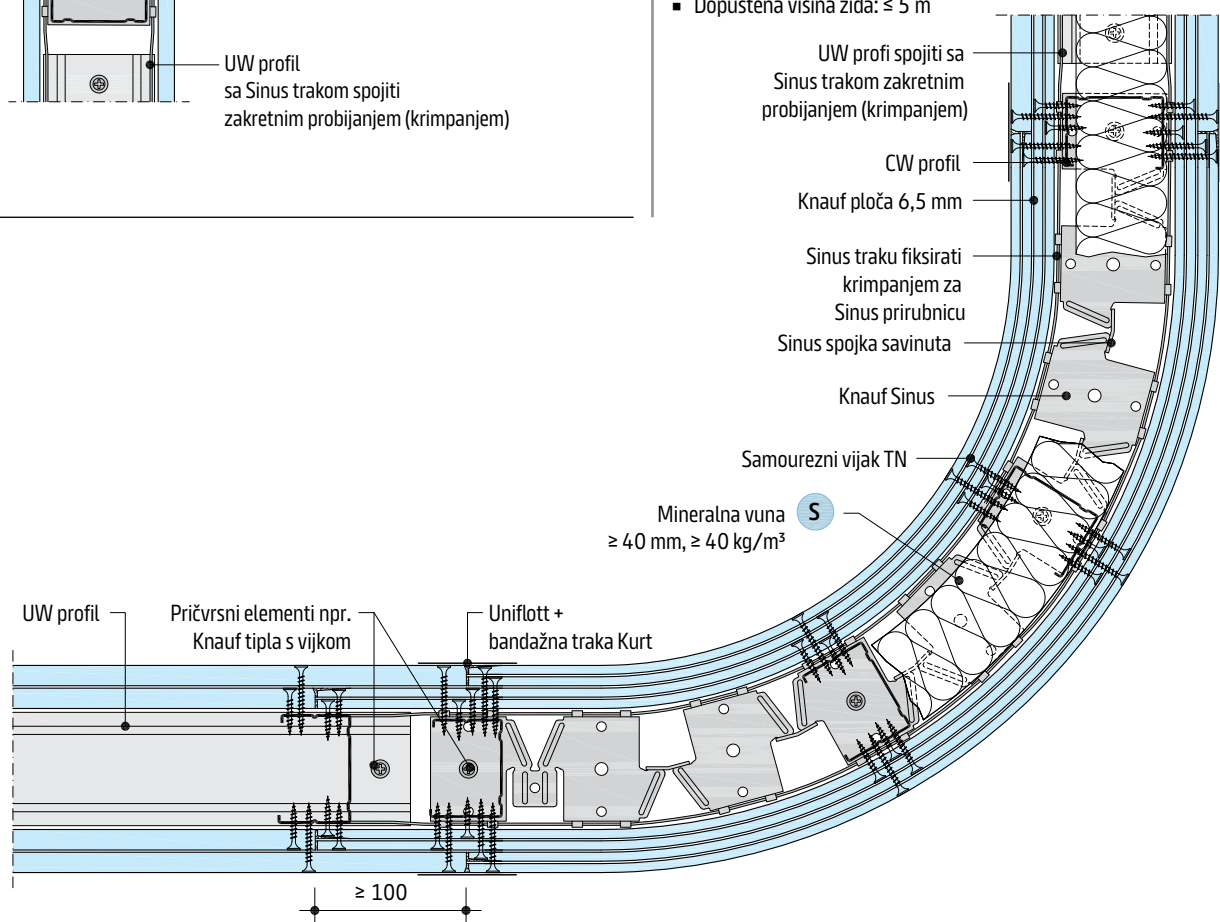 ▪ Dopuštena visina zida: ≤ 5 m
UW profil
sa Sinus trakom spojiti
zakretnim probijanjem (krimpanjem)
UW profi spojiti sa
Sinus trakom zakretnim
probijanjem (krimpanjem)
CW profil
Knauf ploča 6,5 mm
Sinus traku fiksirati
krimpanjem za
Sinus prirubnicu
Sinus spojka savinuta
Knauf Sinus
Samourezni vijak TN
Mineralna vuna S
≥ 40 mm, ≥ 40 kg/m³
UW profil
Pričvrsni elementi npr.
Knauf tipla s vijkom
Uniflott +
bandažna traka Kurt
≥ 100